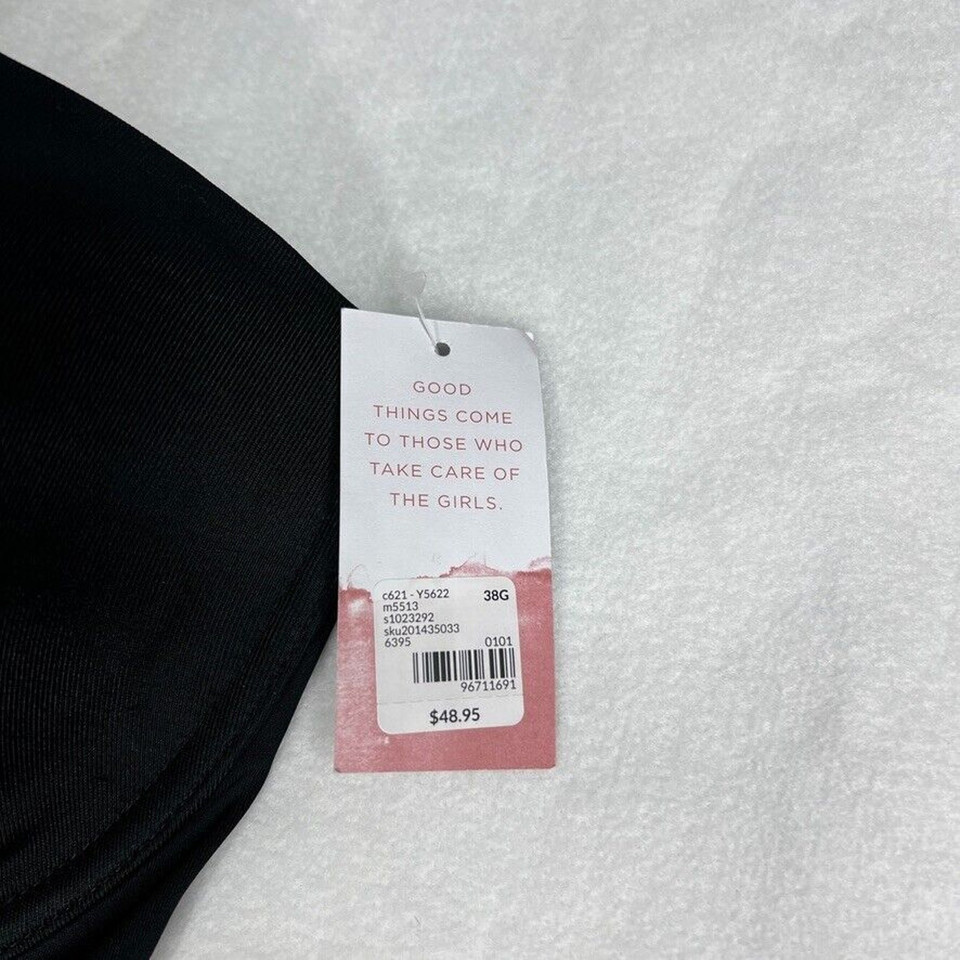 GOOD
THINGS COME
TO THOSE WHO
TAKE CARE OF
THE GIRLS.
c621 - Y5622 38G
m5513
s1023292
sku201435033
6395 0101
96711691
$48.95